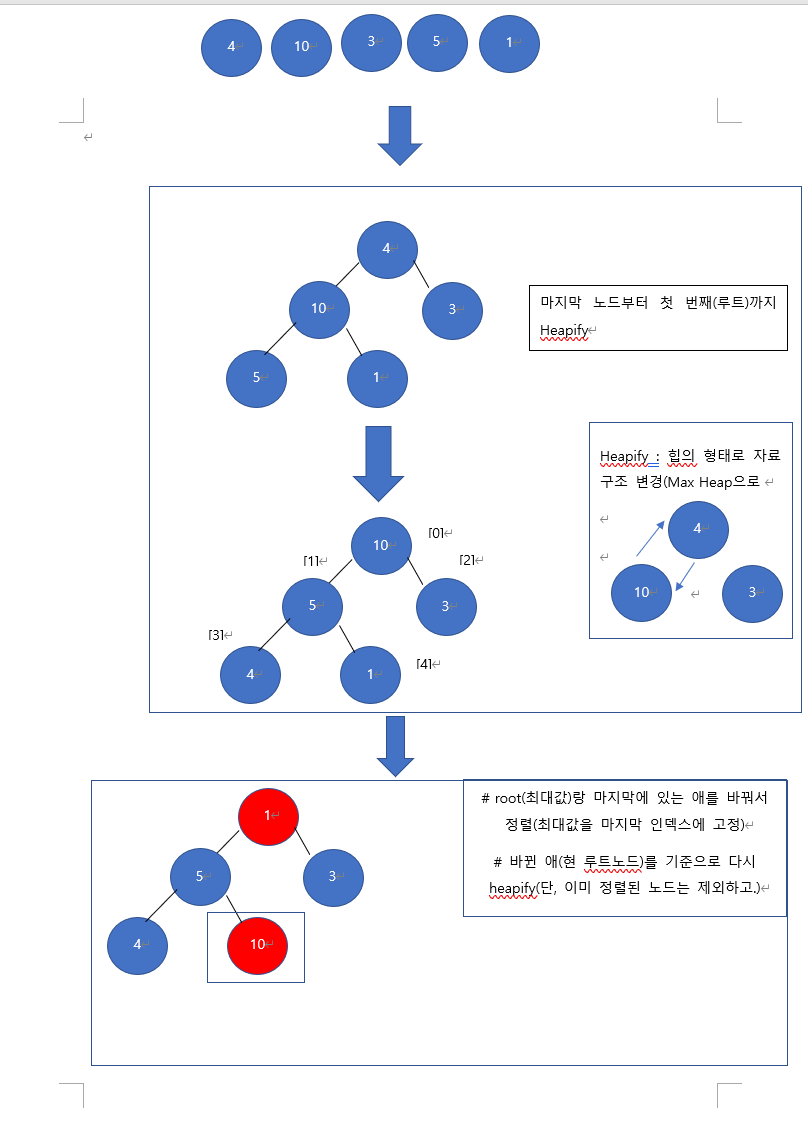 4 10 3 5 1
4
10 3
5 1
마지막 노드부터 첫 번째(루트)까지
Heapify
Heapify : 힙의 형태로 자료
구조 변경(Max Heap으로
4
10 3
10 「0」
「1」 「2」
5 3
「3」
4 1 「4」
# root(최대값)랑 마지막에 있는 애를 바꿔서
정렬(최대값을 마지막 인덱스에 고정)
# 바뀐 애(현 루트노드)를 기준으로 다시
heapify(단, 이미 정렬된 노드는 제외하고.)
1
5 3
4 10